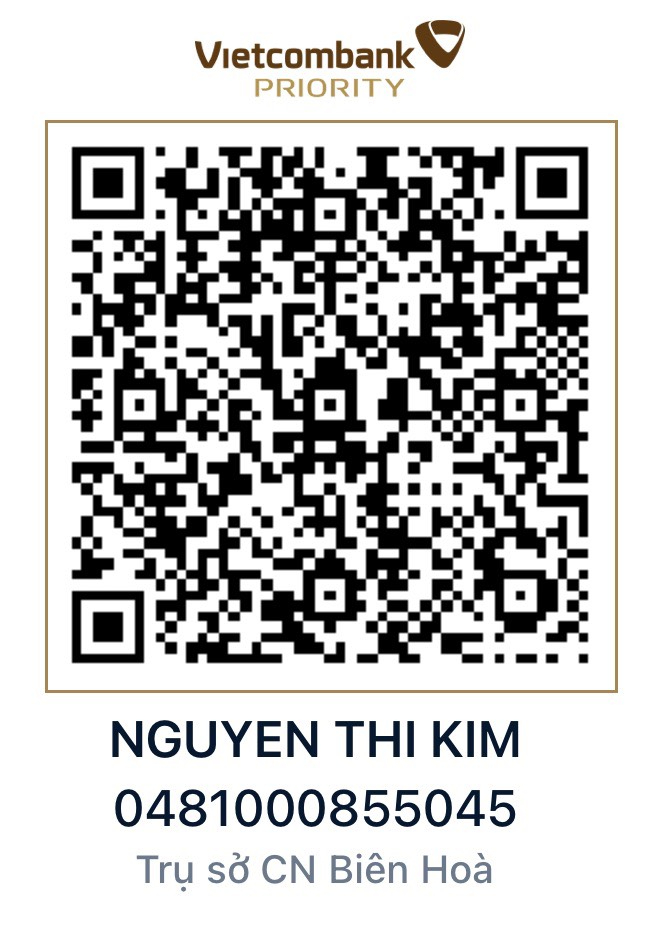 Vietcombank
PRIORITY
NGUYEN THI KIM
0481000855045
Trụ sở CN Biên Hoà